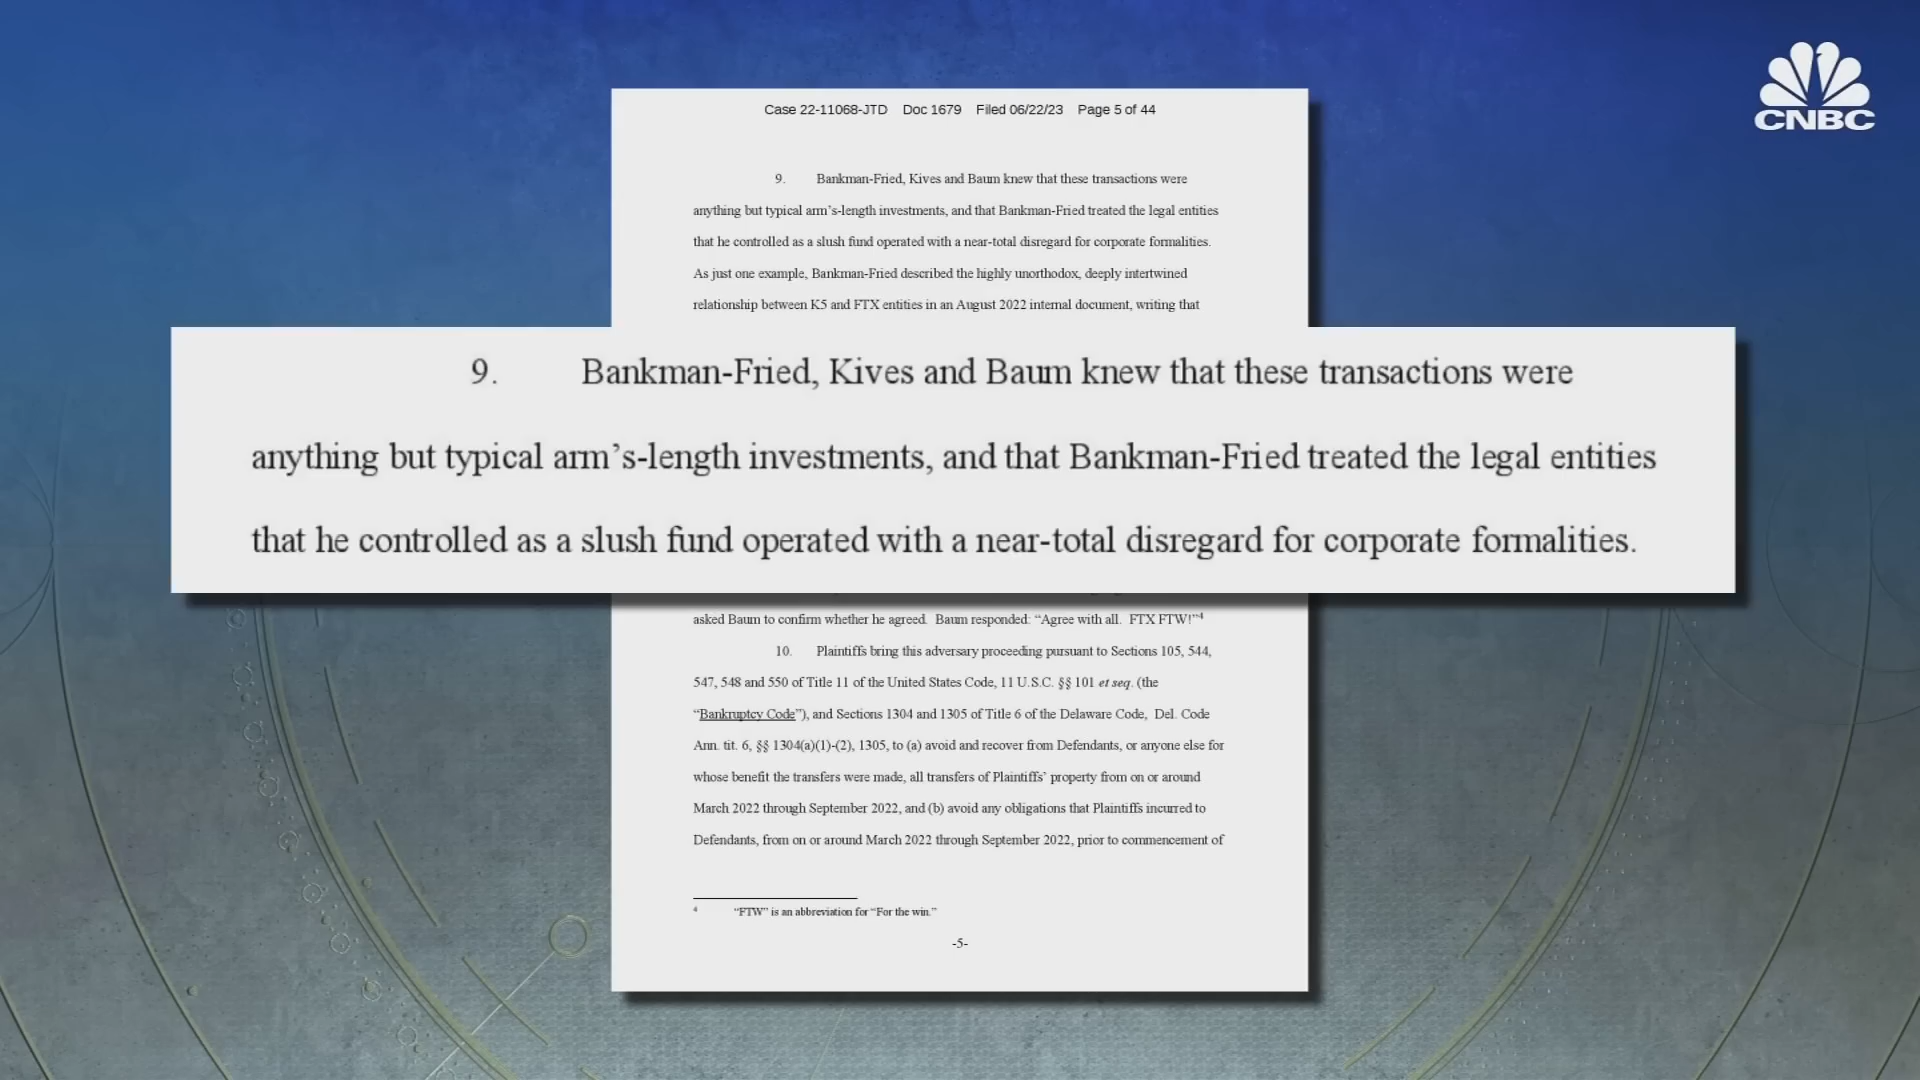 CNBC
Case 22-11068-JTD Doc 1679 Filed 06/22/23 Page 5 of 44
9. Bankman-Fried, Kives and Baum knew that these transactions were
anything but typical arm’s-length investments, and that Bankman-Fried treated the legal entities
that he controlled as a slush fund operated with a near-total disregard for corporate formalities.
As just one example, Bankman-Fried described the highly unorthodox, deeply intertwined
relationship between K5 and FTX entities in an August 2022 internal document, writing that
9. Bankman-Fried, Kives and Baum knew that these transactions were
anything but typical arm’s-length investments, and that Bankman-Fried treated the legal entities
that he controlled as a slush fund operated with a near-total disregard for corporate formalities.
asked Baum to confirm whether he agreed. Baum responded: “Agree with all. FTX FTW!”4
10. Plaintiffs bring this adversary proceeding pursuant to Sections 105, 544,
547, 548 and 550 of Title 11 of the United States Code, 11 U.S.C. §§ 101 et seq. (the
“Bankruptcy Code”), and Sections 1304 and 1305 of Title 6 of the Delaware Code, Del. Code
Ann. tit. 6, §§ 1304(a)(1)-(2), 1305, to (a) avoid and recover from Defendants, or anyone else for
whose benefit the transfers were made, all transfers of Plaintiffs’ property from on or around
March 2022 through September 2022, and (b) avoid any obligations that Plaintiffs incurred to
Defendants, from on or around March 2022 through September 2022, prior to commencement of
4 “FTW” is an abbreviation for “For the win.”
-5-